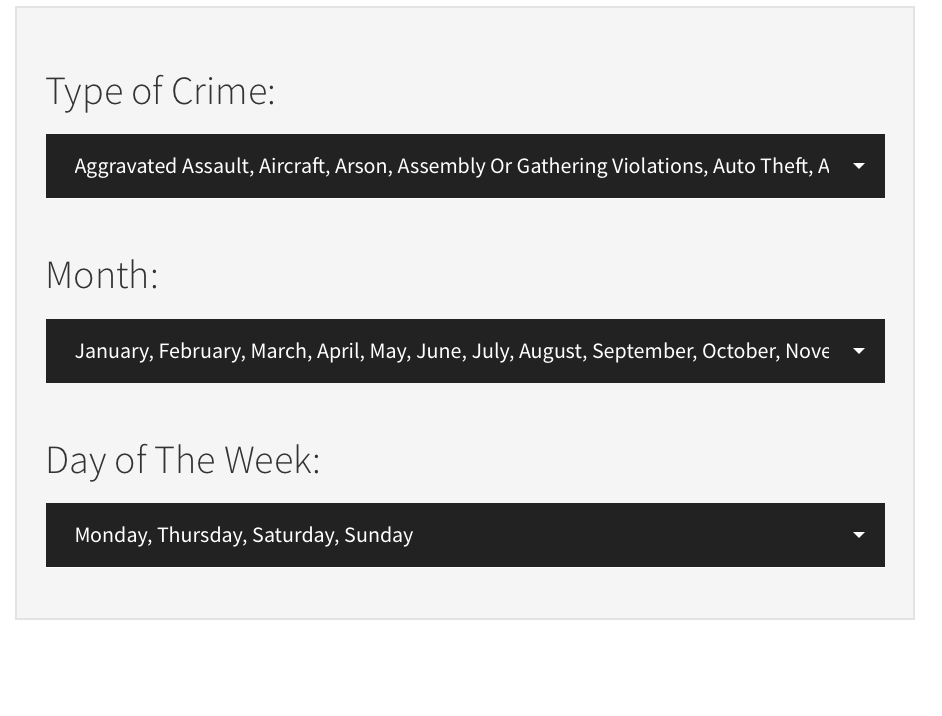 Type of Crime:
Aggravated Assault, Aircraft, Arson, Assembly Or Gathering Violations, Auto Theft, A
Month:
January, February, March, April, May, June, July, August, September, October, Nove
Day of The Week:
Monday, Thursday, Saturday, Sunday